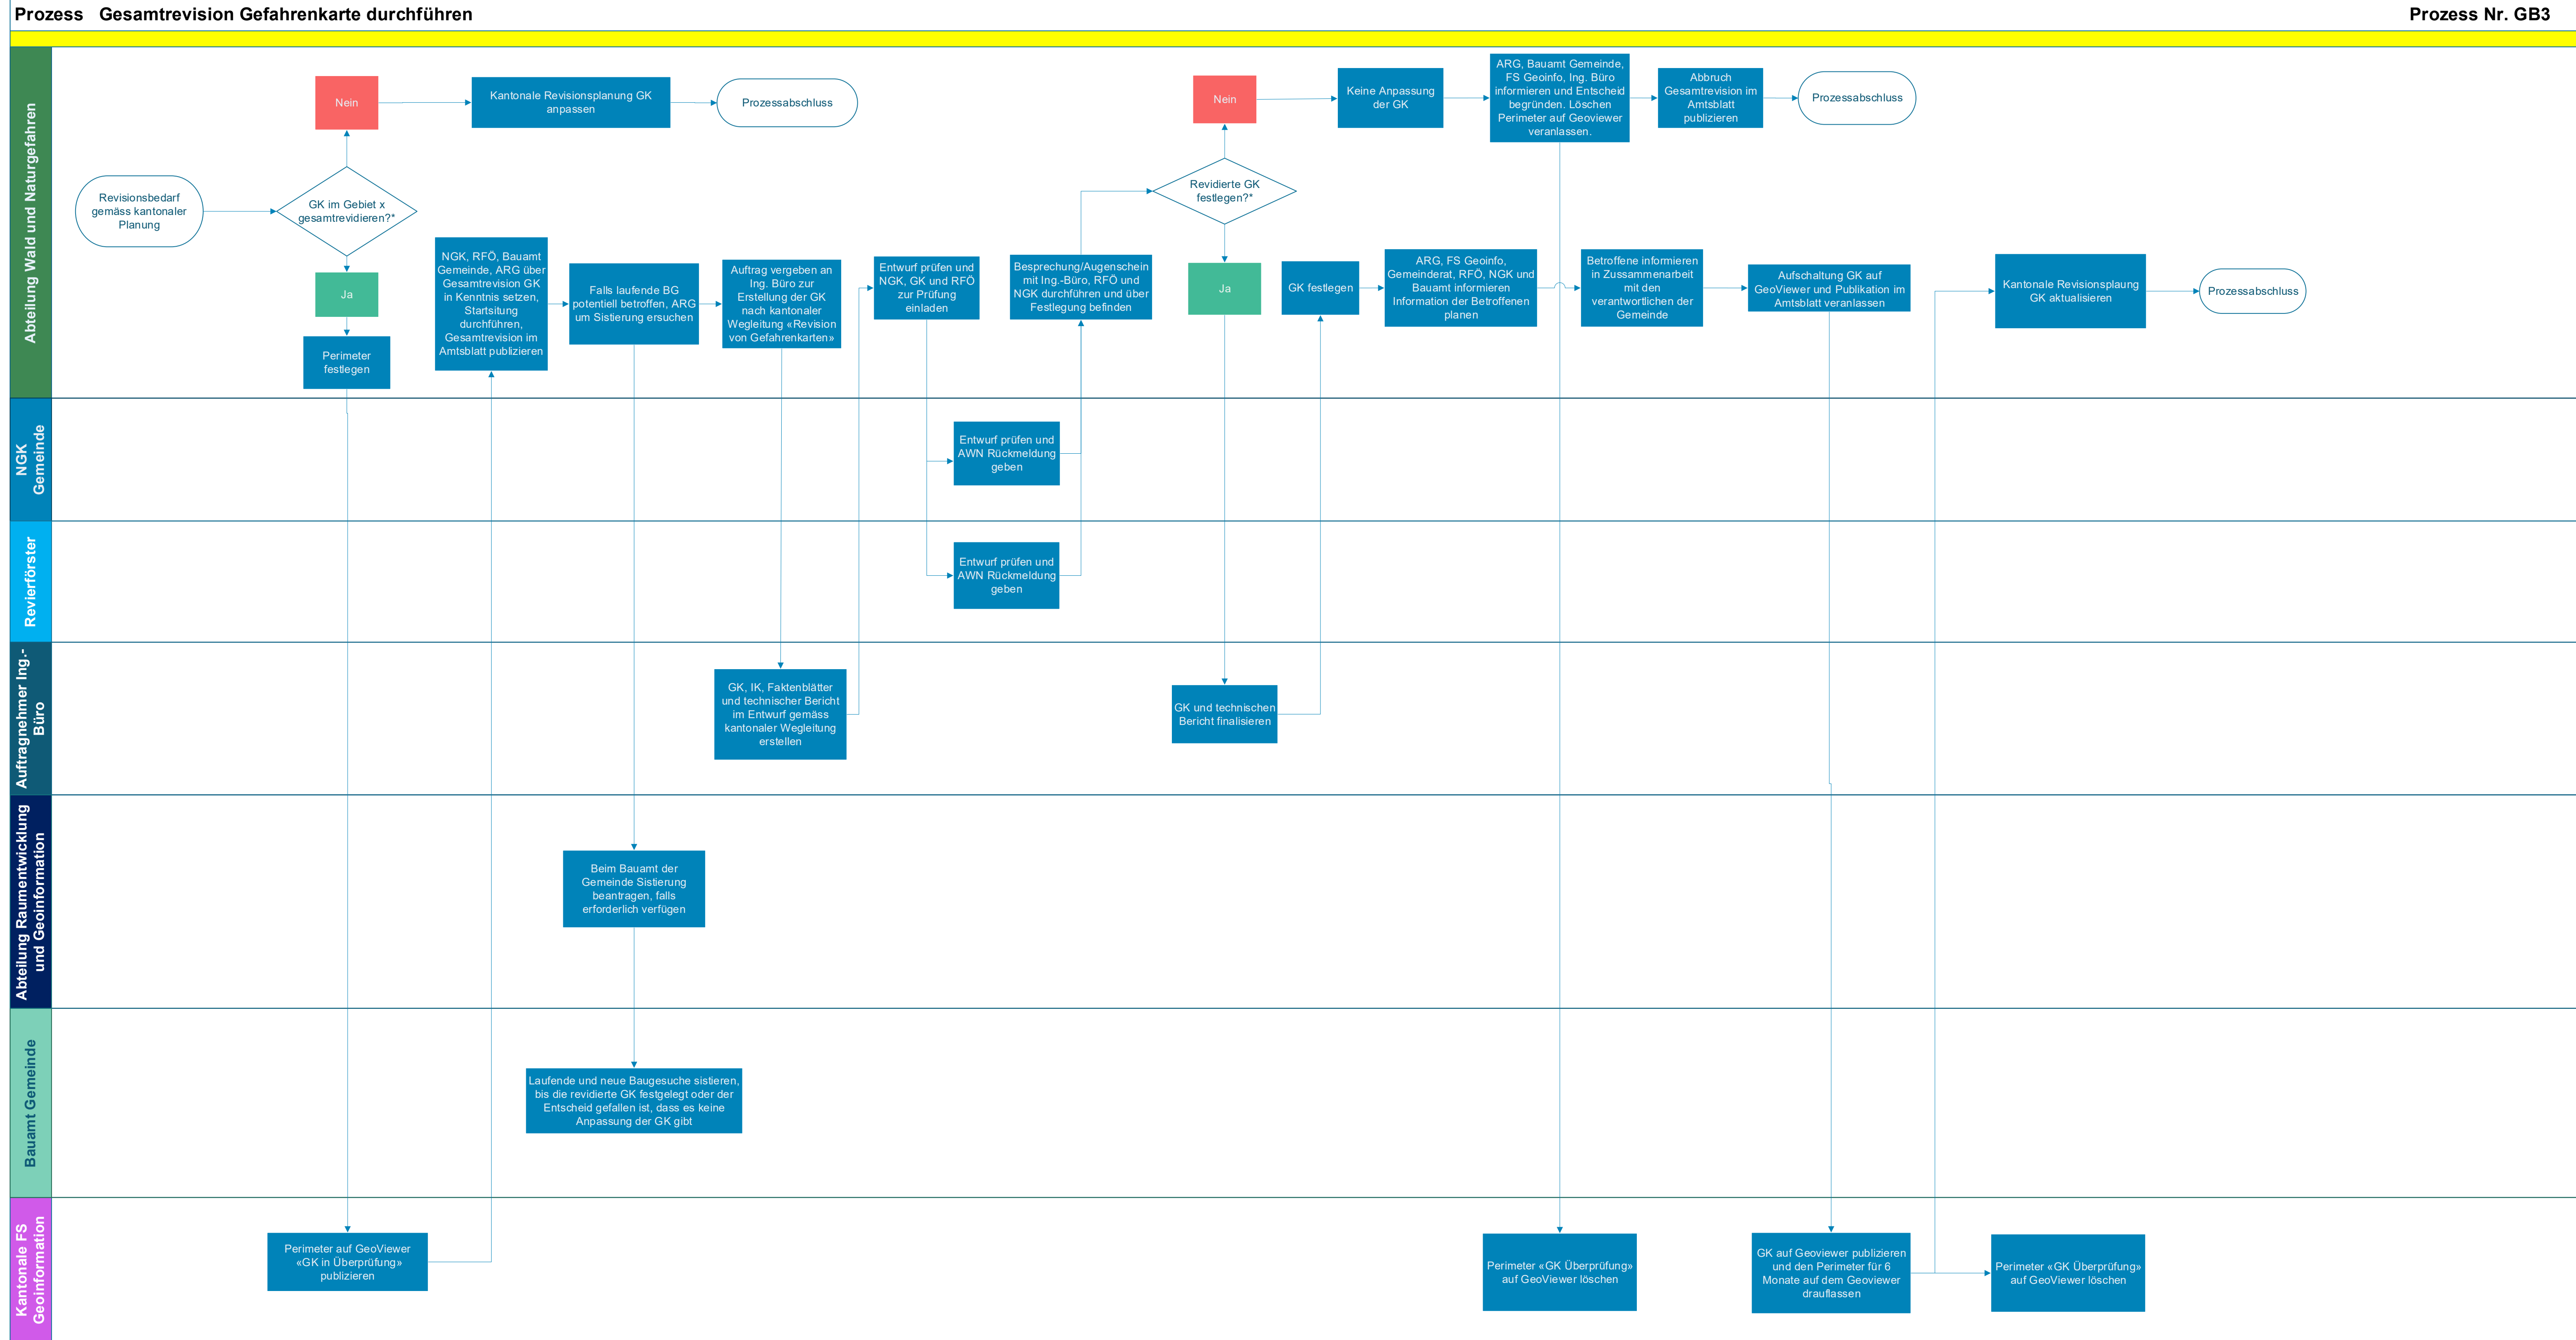 Prozess Gesamtrevision Gefahrenkarte durchführen
Prozess Nr. GB3
Abteilung Wald und Naturgefahren
Revisionsbedarf
gemäss kantonaler
Planung
GK im Gebiet x
gesamtrevidieren?*
Nein
Kantonale Revisionsplanung GK
anpassen
Prozessabschluss
Ja
Perimeter
festlegen
NGK, RFÖ, Bauamt
Gemeinde, ARG über
Gesamtrevision GK
in Kenntnis setzen,
Startsitung
durchführen,
Gesamtrevision im
Amtsblatt publizieren
Falls laufende BG
potentiell betroffen, ARG
um Sistierung ersuchen
Auftrag vergeben an
Ing. Büro zur
Erstellung der GK
nach kantonaler
Wegleitung «Revision
von Gefahrenkarten»
Entwurf prüfen und
NGK, GK und RFÖ
zur Prüfung
einladen
Besprechung/Augenschein
mit Ing.-Büro, RFÖ und
NGK durchführen und über
Festlegung befinden
Revidierte GK
festlegen?*
Nein
Keine Anpassung
der GK
ARG, Bauamt Gemeinde,
FS Geoinfo, Ing. Büro
informieren und Entscheid
begründen. Löschen
Perimeter auf Geoviewer
veranlassen.
Abbruch
Gesamtrevision im
Amtsblatt
publizieren
Prozessabschluss
Ja
GK festlegen
ARG, FS Geoinfo,
Gemeinderat, RFÖ, NGK und
Bauamt informieren
Information der Betroffenen
planen
Betroffene informieren
in Zussammenarbeit
mit den
verantwortlichen der
Gemeinde
Aufschaltung GK auf
GeoViewer und Publikation im
Amtsblatt veranlassen
Kantonale Revisionsplaung
GK aktualisieren
Prozessabschluss
NGK
Gemeinde
Entwurf prüfen und
AWN Rückmeldung
geben
Revierförster
Entwurf prüfen und
AWN Rückmeldung
geben
Auftragnehmer Ing.-
Büro
GK, IK, Faktenblätter
und technischer Bericht
im Entwurf gemäss
kantonaler Wegleitung
erstellen
GK und technischen
Bericht finalisieren
Abteilung Raumentwicklung
und Geoinformation
Beim Bauamt der
Gemeinde Sistierung
beantragen, falls
erforderlich verfügen
Bauamt Gemeinde
Laufende und neue Baugesuche sistieren,
bis die revidierte GK festgelegt oder der
Entscheid gefallen ist, dass es keine
Anpassung der GK gibt
Kantonale FS
Geoinformation
Perimeter auf GeoViewer
«GK in Überprüfung»
publizieren
Perimeter «GK Überprüfung»
auf GeoViewer löschen
GK auf Geoviewer publizieren
und den Perimeter für 6
Monate auf dem Geoviewer
drauflassen
Perimeter «GK Überprüfung»
auf GeoViewer löschen